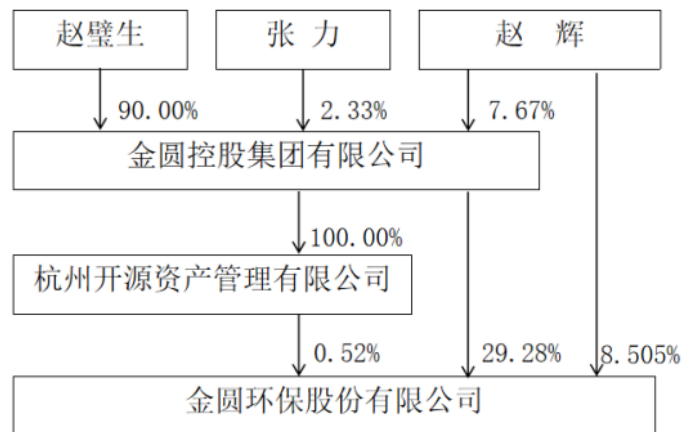 赵璧生 张 力 赵 辉
90.00% 2.33% 7.67%
金圆控股集团有限公司
100.00%
杭州开源资产管理有限公司
0.52% 29.28% 8.505%
金圆环保股份有限公司